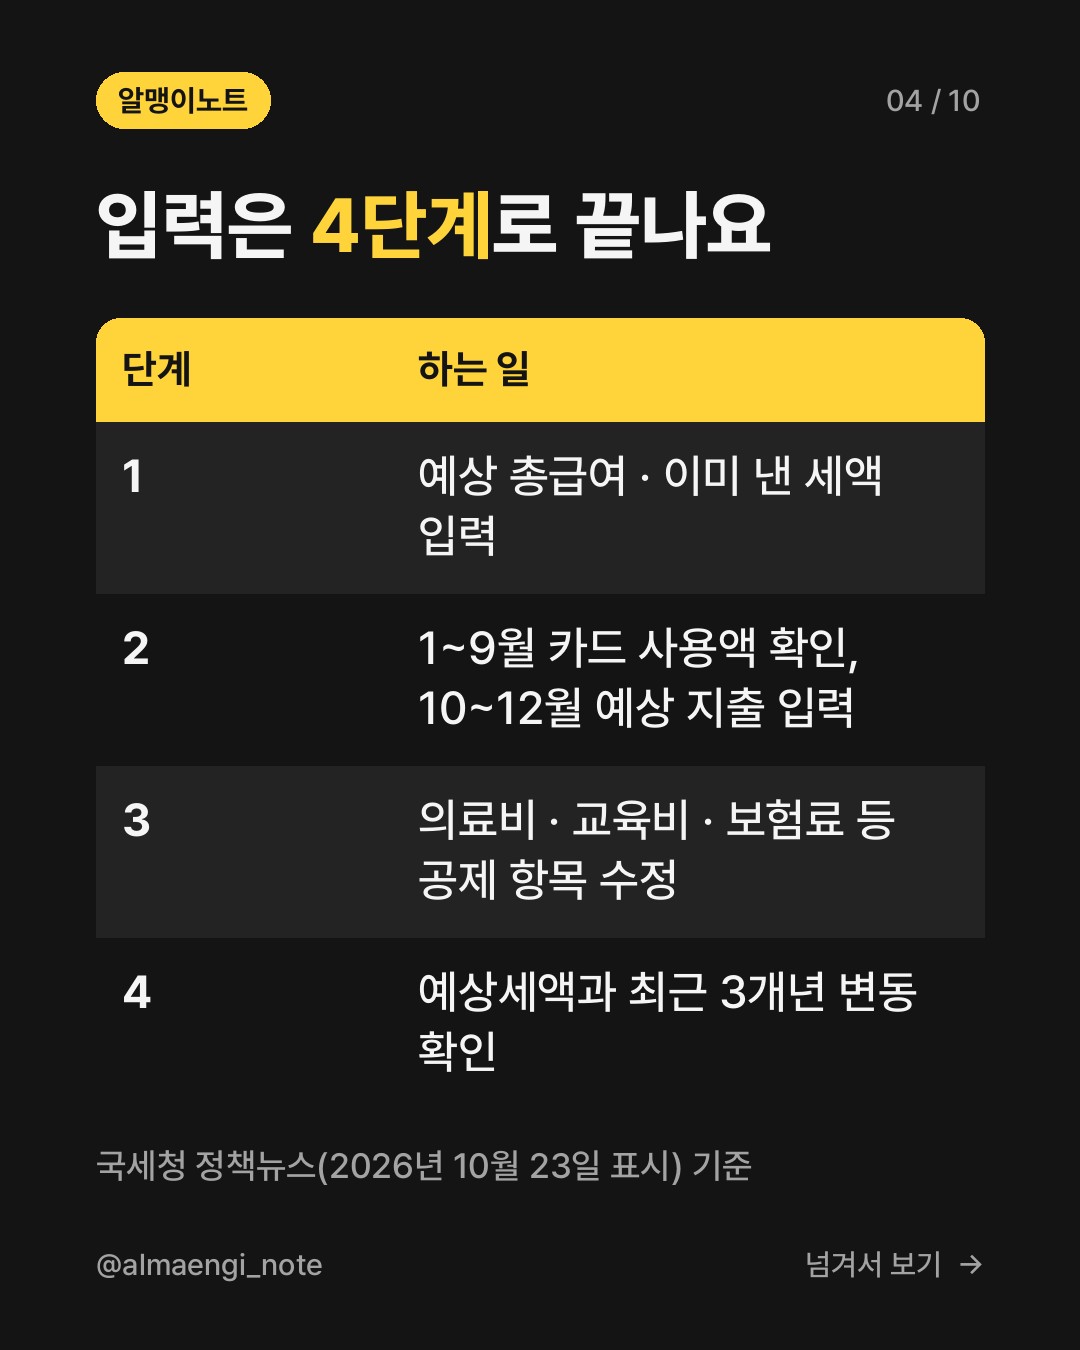 알맹이노트
04 / 10
입력은 4단계로 끝나요
단계 하는 일
1 예상 총급여 · 이미 낸 세액
입력
2 1~9월 카드 사용액 확인,
10~12월 예상 지출 입력
3 의료비 · 교육비 · 보험료 등
공제 항목 수정
4 예상세액과 최근 3개년 변동
확인
국세청 정책뉴스(2026년 10월 23일 표시) 기준
@almaengi_note
넘겨서 보기 →